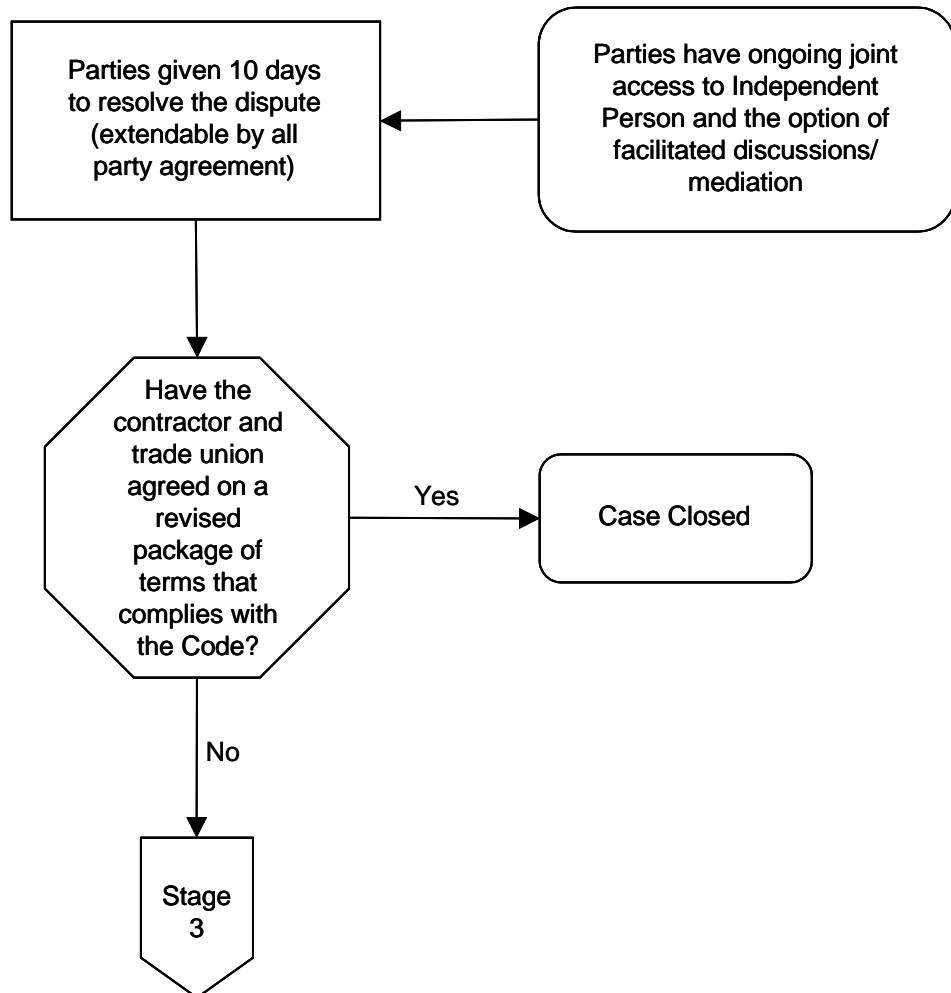 Parties given 10 days
to resolve the dispute
(extendable by all
party agreement)
Parties have ongoing joint
access to Independent
Person and the option of
facilitated discussions/
mediation
Have the
contractor and
trade union
agreed on a
revised
package of
terms that
complies with
the Code?
Yes
Case Closed
No
Stage
3